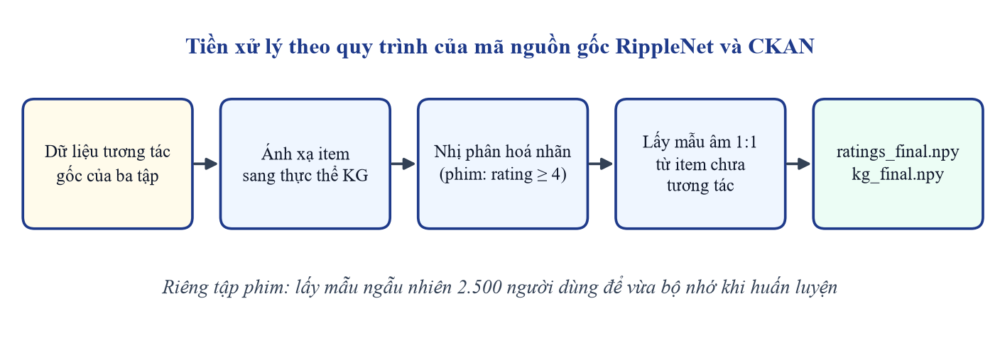 Tiền xử lý theo quy trình của mã nguồn gốc RippleNet và CKAN
Dữ liệu tương tác
gốc của ba tập
Ánh xạ item
sang thực thể KG
Nhị phân hoá nhãn
(phim: rating ≥ 4)
Lấy mẫu âm 1:1
từ item chưa
tương tác
ratings_final.npy
kg_final.npy
Riêng tập phim: lấy mẫu ngẫu nhiên 2.500 người dùng để vừa bộ nhớ khi huấn luyện